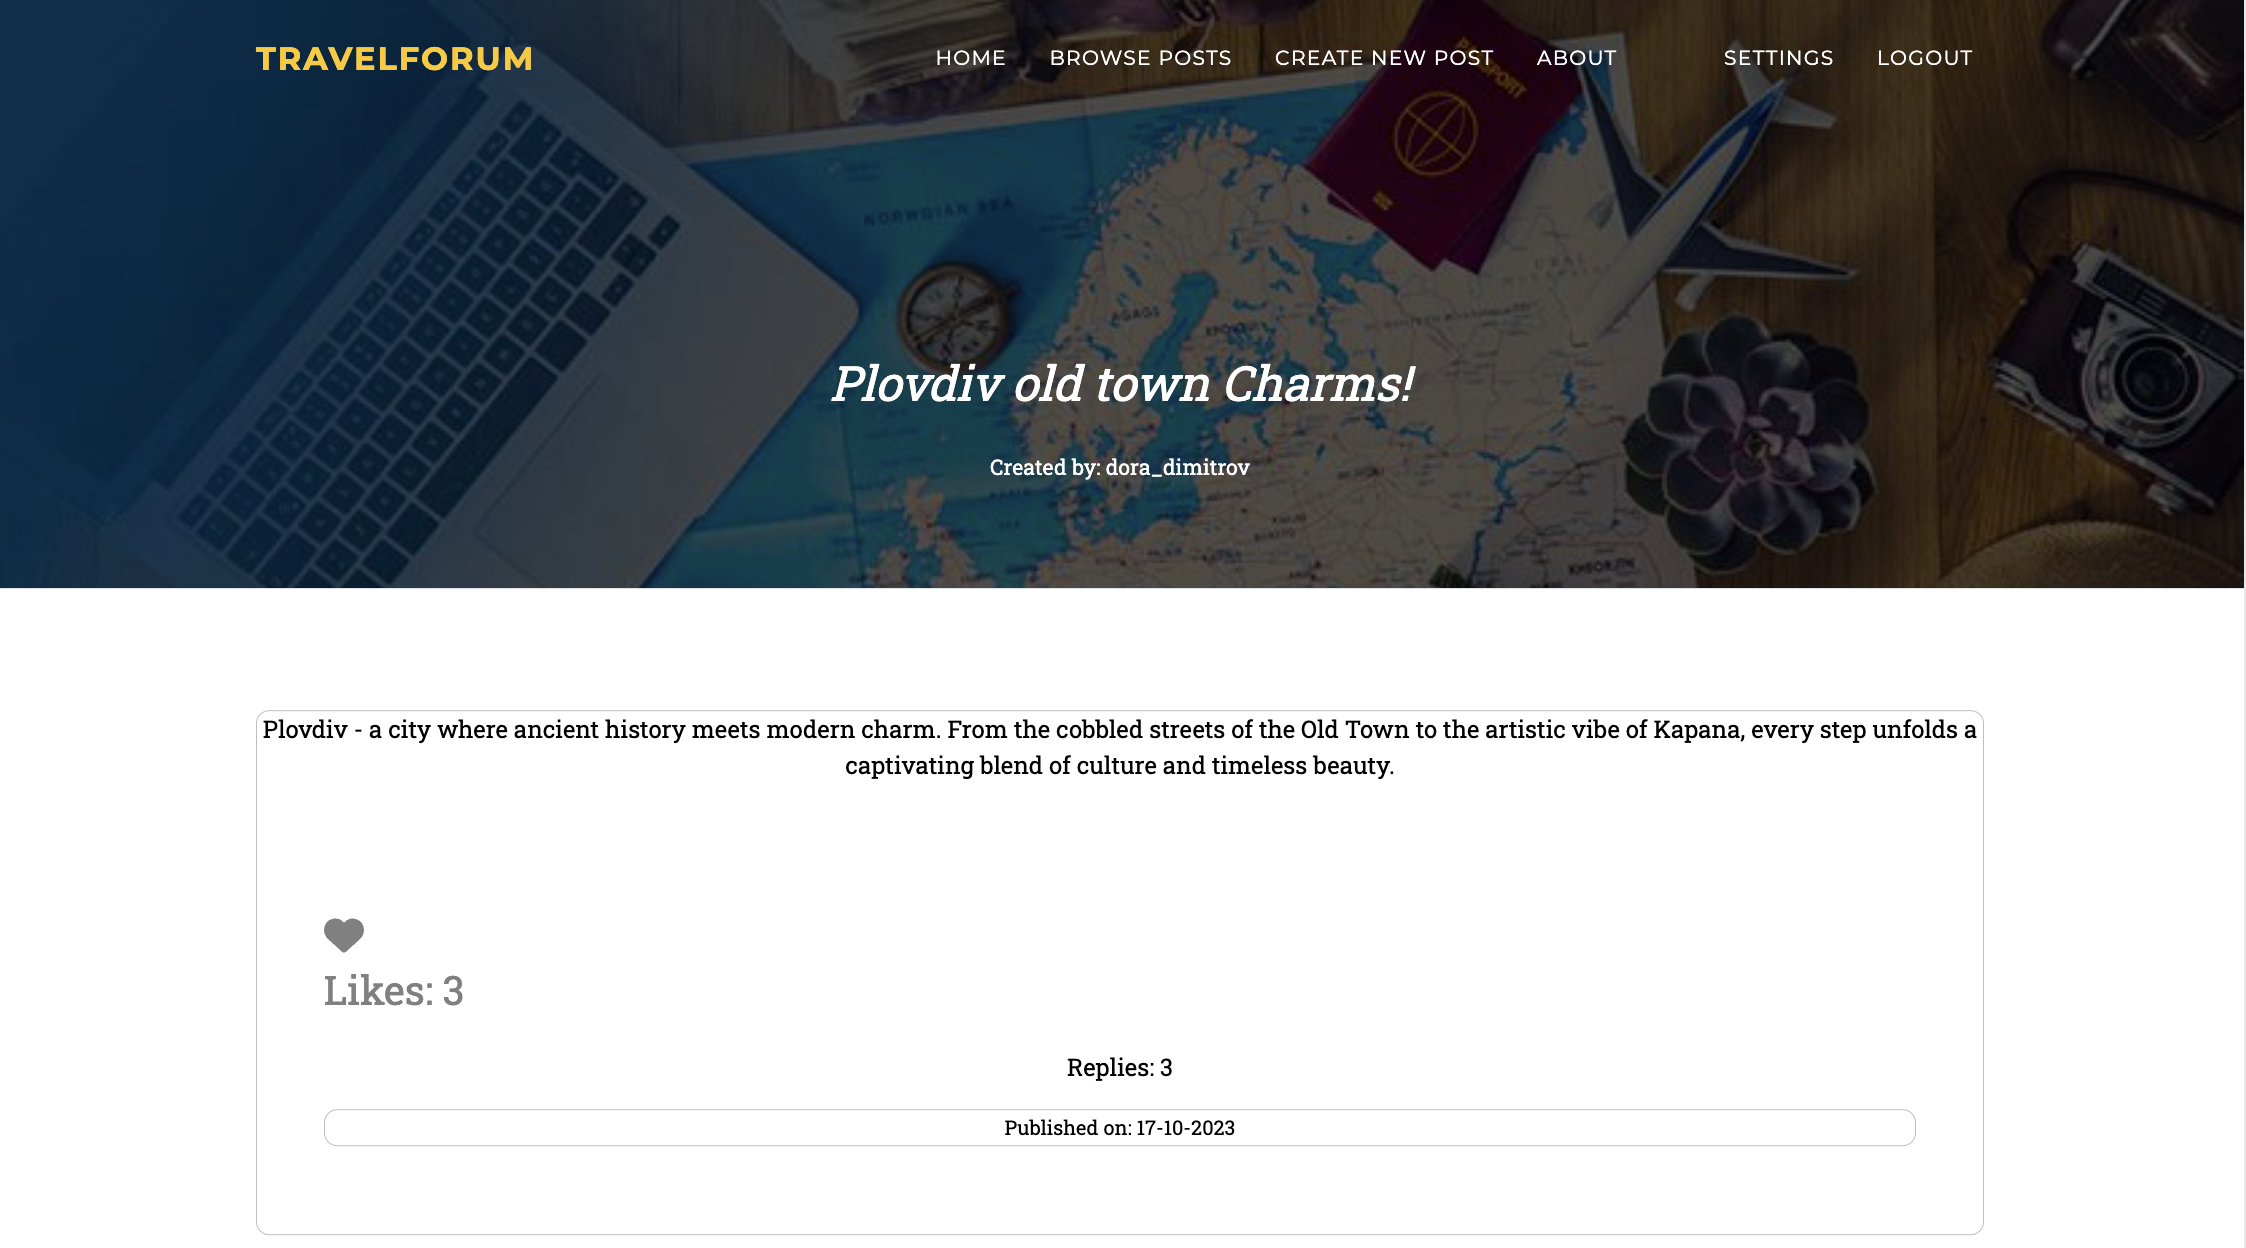 TRAVELFORUM
HOME BROWSE POSTS CREATE NEW POST ABOUT SETTINGS LOGOUT
PASSPORT
NORWGIAN SEA
Plovdiv old town Charms!
Created by: dora_dimitrov
Plovdiv - a city where ancient history meets modern charm. From the cobbled streets of the Old Town to the artistic vibe of Kapana, every step unfolds a
captivating blend of culture and timeless beauty.
Likes: 3
Replies: 3
Published on: 17-10-2023